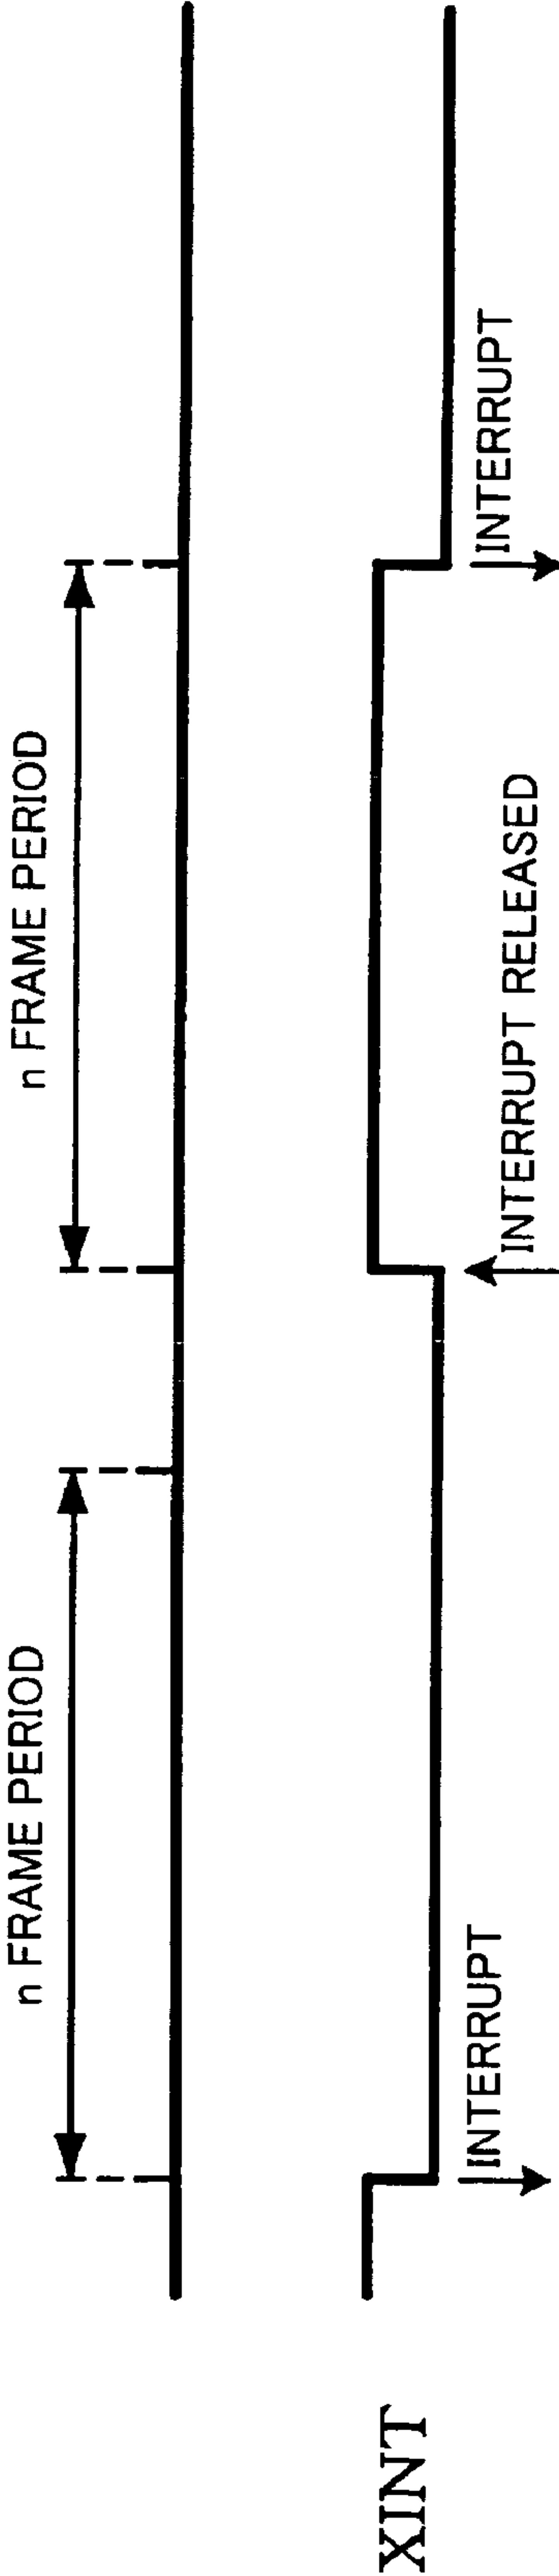 n FRAME PERIOD
n FRAME PERIOD
XINT
INTERRUPT
INTERRUPT RELEASED
INTERRUPT